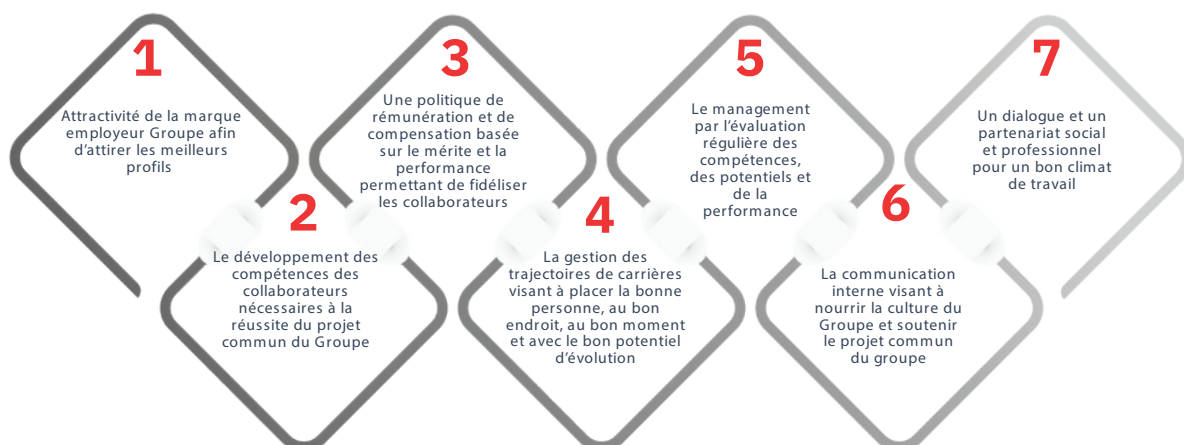 1
Attractivité de la marque
employeur Groupe afin
d'attirer les meilleurs
profils
2
Le développement des
compétences des
collaborateurs
nécessaires à la
réussite du projet
commun du Groupe
3
Une politique de
rémunération et de
compensation basée
sur le mérite et la
performance
permettant de fidéliser
les collaborateurs
4
La gestion des
trajectoires de carrières
visant à placer la bonne
personne, au bon
endroit, au bon moment
et avec le bon potentiel
d'évolution
5
Le management
par l'évaluation
régulière des
compétences,
des potentiels et
de la
performance
6
La communication
interne visant à
nourrir la culture du
Groupe et soutenir
le projet commun
du groupe
7
Un dialogue et un
partenariat social
et professionnel
pour un bon climat
de travail